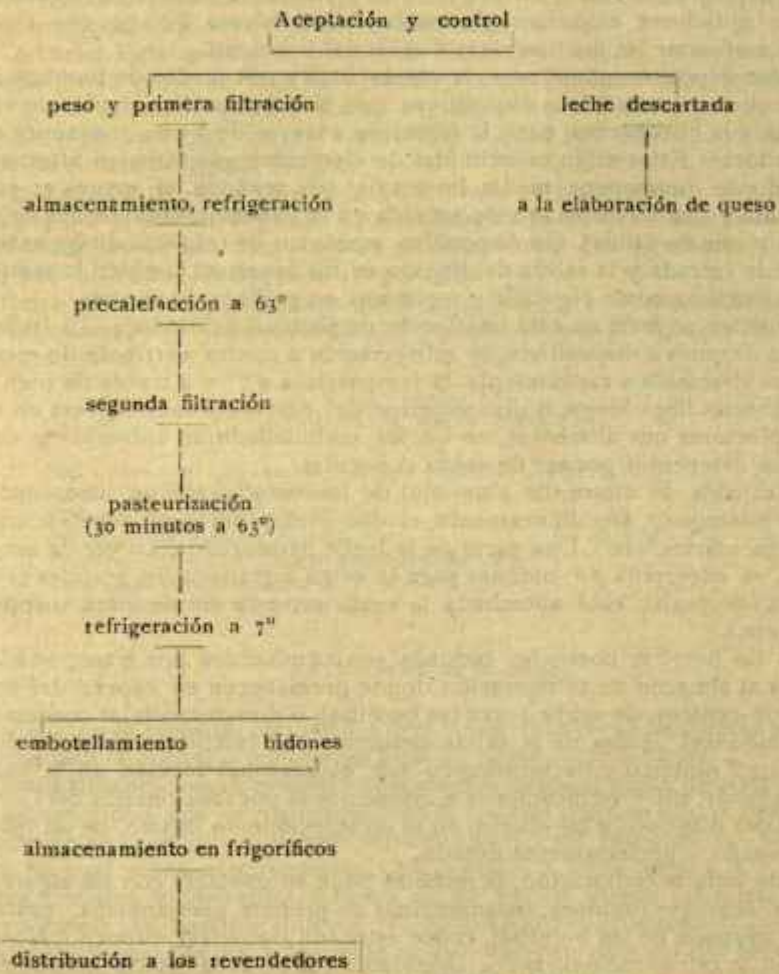 Aceptación y control
peso y primera filtración leche descartada
almacenamiento, refrigeración a la elaboración de queso
precalefacción a 63°
segunda filtración
pasteurización
(30 minutos a 63°)
refrigeración a 7°
embotellamiento bidones
almacenamiento en frigoríficos
distribución a los revendedores